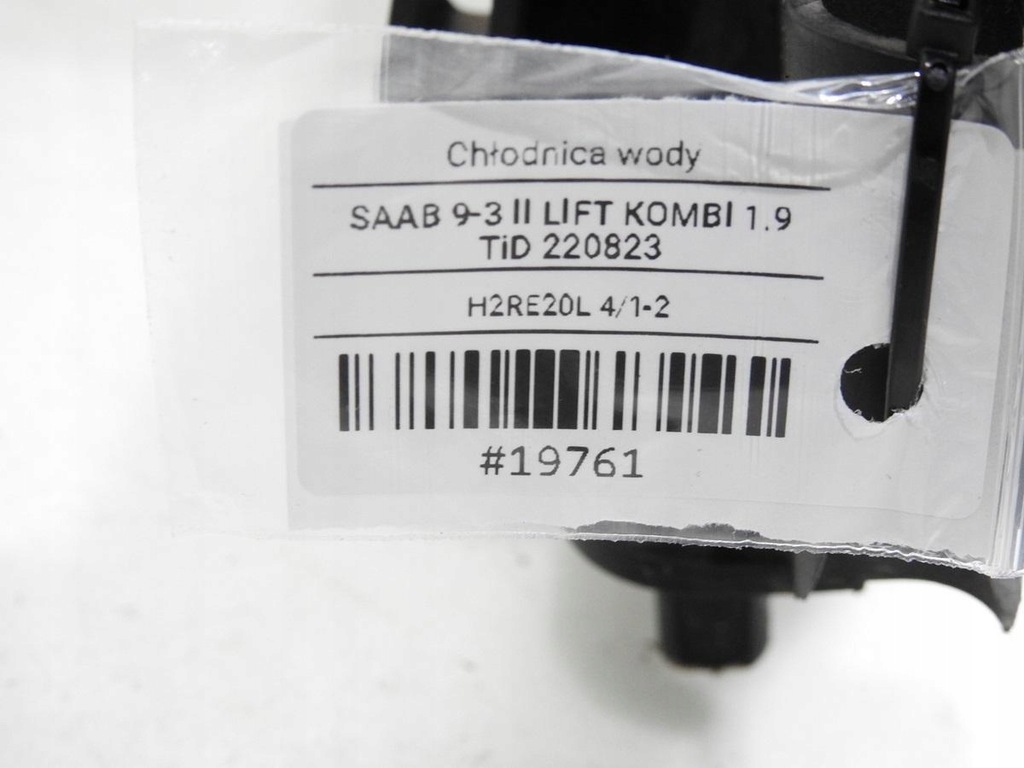 Chłodnica wody
SAAB 9-3 II LIFT KOMBI 1.9
TiD 220823
H2RE20L 4/1-2
#19761